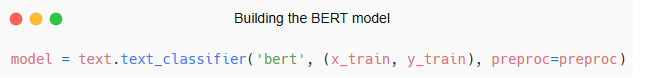 Building the BERT model
model = text.text_classifier('bert', (x_train, y_train), preproc=preproc)